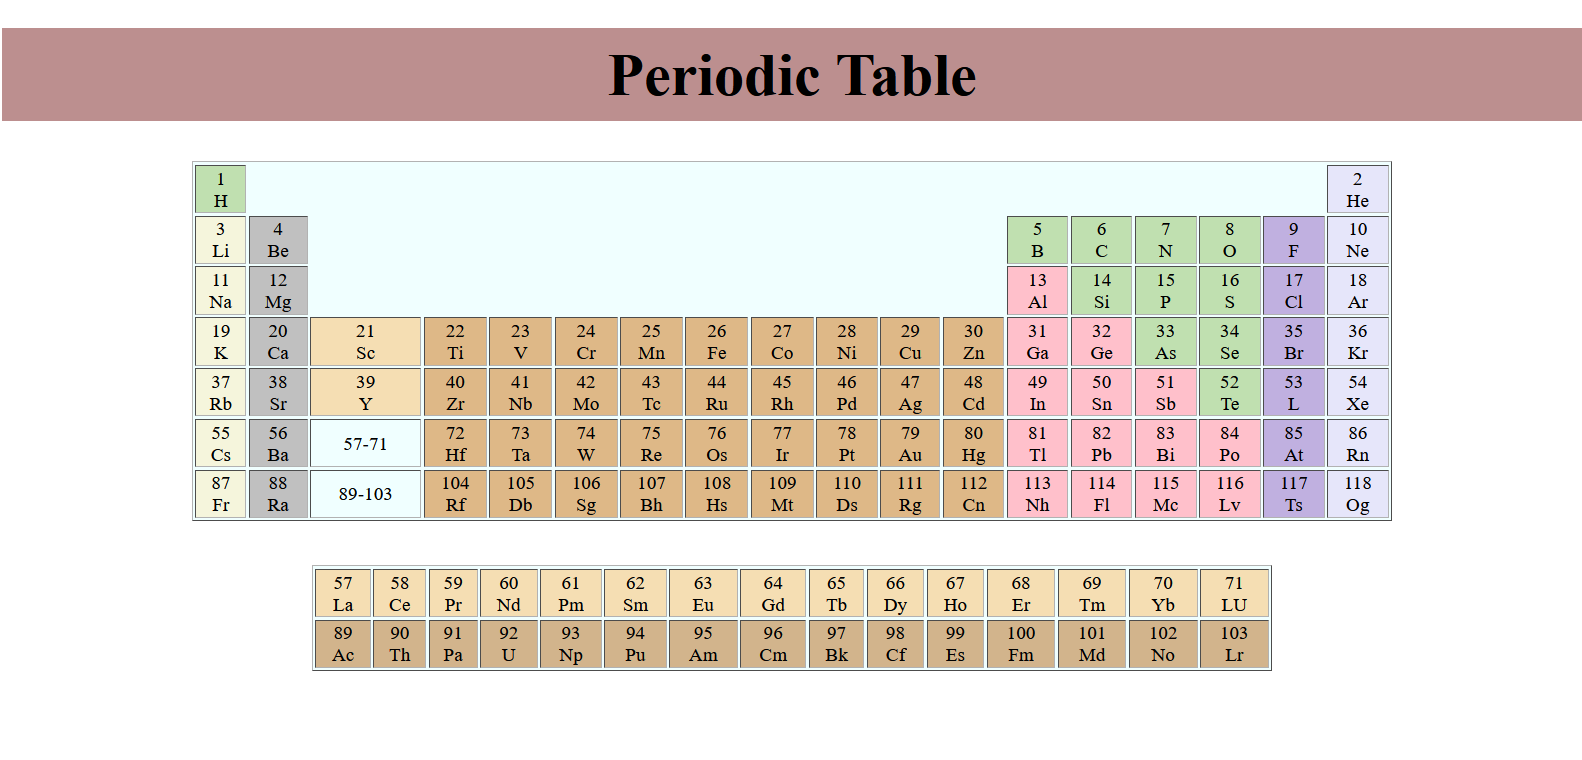 Periodic Table
1 2
H He
3 4 5 6 7 8 9 10
Li Be B C N O F Ne
11 12 13 14 15 16 17 18
Na Mg Al Si P S Cl Ar
19 20 21 22 23 24 25 26 27 28 29 30 31 32 33 34 35 36
K Ca Sc Ti V Cr Mn Fe Co Ni Cu Zn Ga Ge As Se Br Kr
37 38 39 40 41 42 43 44 45 46 47 48 49 50 51 52 53 54
Rb Sr Y Zr Nb Mo Tc Ru Rh Pd Ag Cd In Sn Sb Te L Xe
55 56 57-71 72 73 74 75 76 77 78 79 80 81 82 83 84 85 86
Cs Ba Hf Ta W Re Os Ir Pt Au Hg Tl Pb Bi Po At Rn
87 88 89-103 104 105 106 107 108 109 110 111 112 113 114 115 116 117 118
Fr Ra Rf Db Sg Bh Hs Mt Ds Rg Cn Nh Fl Mc Lv Ts Og
57 58 59 60 61 62 63 64 65 66 67 68 69 70 71
La Ce Pr Nd Pm Sm Eu Gd Tb Dy Ho Er Tm Yb LU
89 90 91 92 93 94 95 96 97 98 99 100 101 102 103
Ac Th Pa U Np Pu Am Cm Bk Cf Es Fm Md No Lr